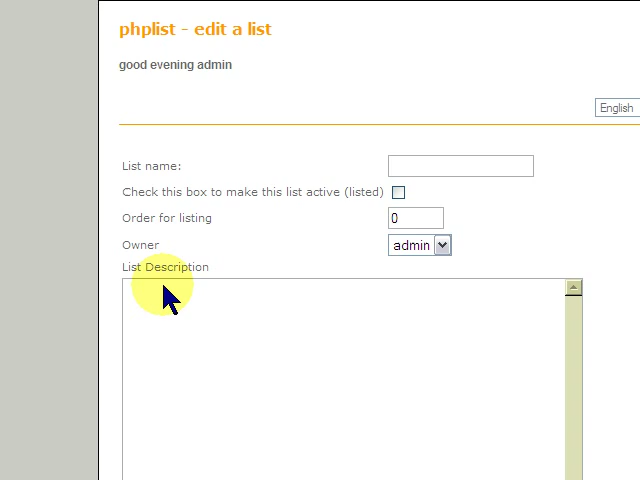 phplist - edit a list
good evening admin
English
List name:
Check this box to make this list active (listed)
Order for listing
0
Owner
admin
List Description